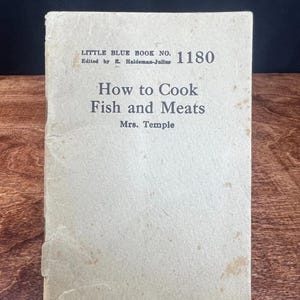 LITTLE BLUE BOOK NO. 1180
Edited by E. Haldeman-Julius
How to Cook
Fish and Meats
Mrs. Temple